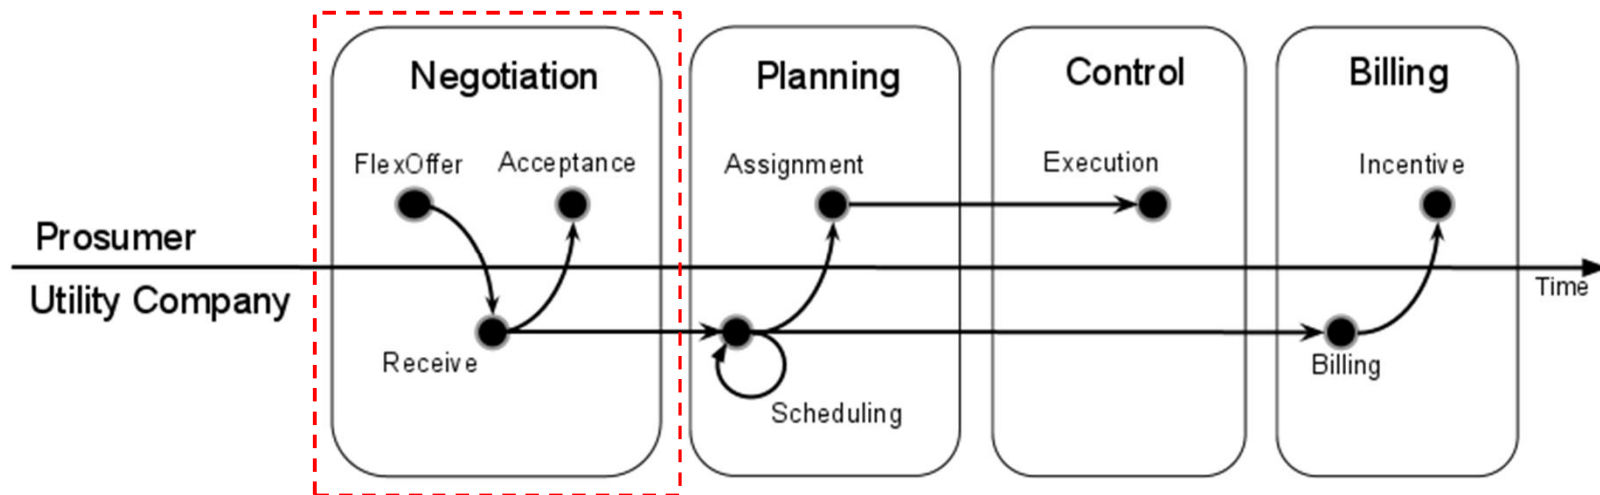 Negotiation
Planning
Control
Billing
FlexOffer
Acceptance
Assignment
Execution
Incentive
Prosumer
Utility Company
Time
Receive
Scheduling
Billing